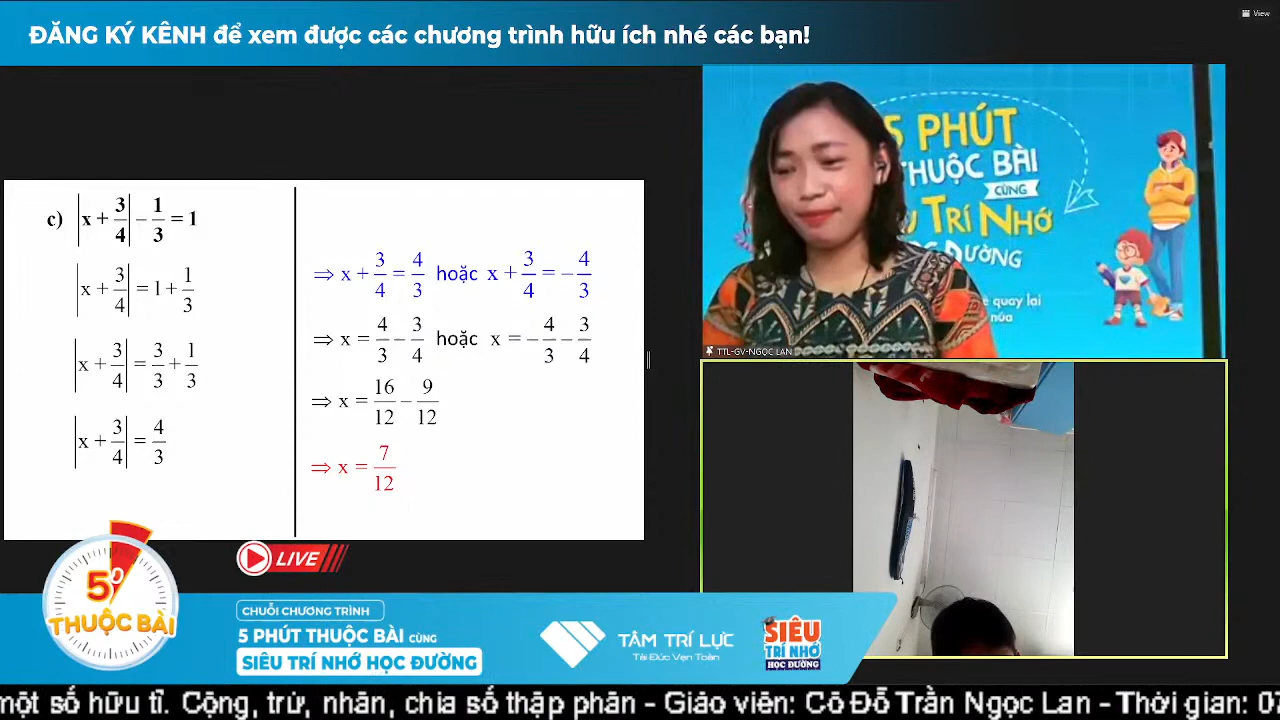 View
ĐĂNG KÝ KÊNH để xem được các chương trình hữu ích nhé các bạn!
c) |x + 3/4| − 1/3 = 1
|x + 3/4| = 1 + 1/3
|x + 3/4| = 3/3 + 1/3
|x + 3/4| = 4/3
⇒ x + 3/4 = 4/3 hoặc x + 3/4 = −4/3
⇒ x = 4/3 − 3/4 hoặc x = −4/3 − 3/4
⇒ x = 16/12 − 9/12
⇒ x = 7/12
5 PHÚT
THUỘC BÀI
CÙNG
TRÍ NHỚ
ĐƯỜNG
quay lại
TTL-GV-NGỌC LAN
LIVE
5
THUỘC BÀI
CHUỖI CHƯƠNG TRÌNH
5 PHÚT THUỘC BÀI CÙNG
SIÊU TRÍ NHỚ HỌC ĐƯỜNG
TÂM TRÍ LỰC
Tài Đức Vẹn Toàn
SIÊU
TRÍ NHỚ
HỌC ĐƯỜNG
một số hữu tỉ. Cộng, trừ, nhân, chia số thập phân - Giáo viên: Cô Đỗ Trần Ngọc Lan - Thời gian: